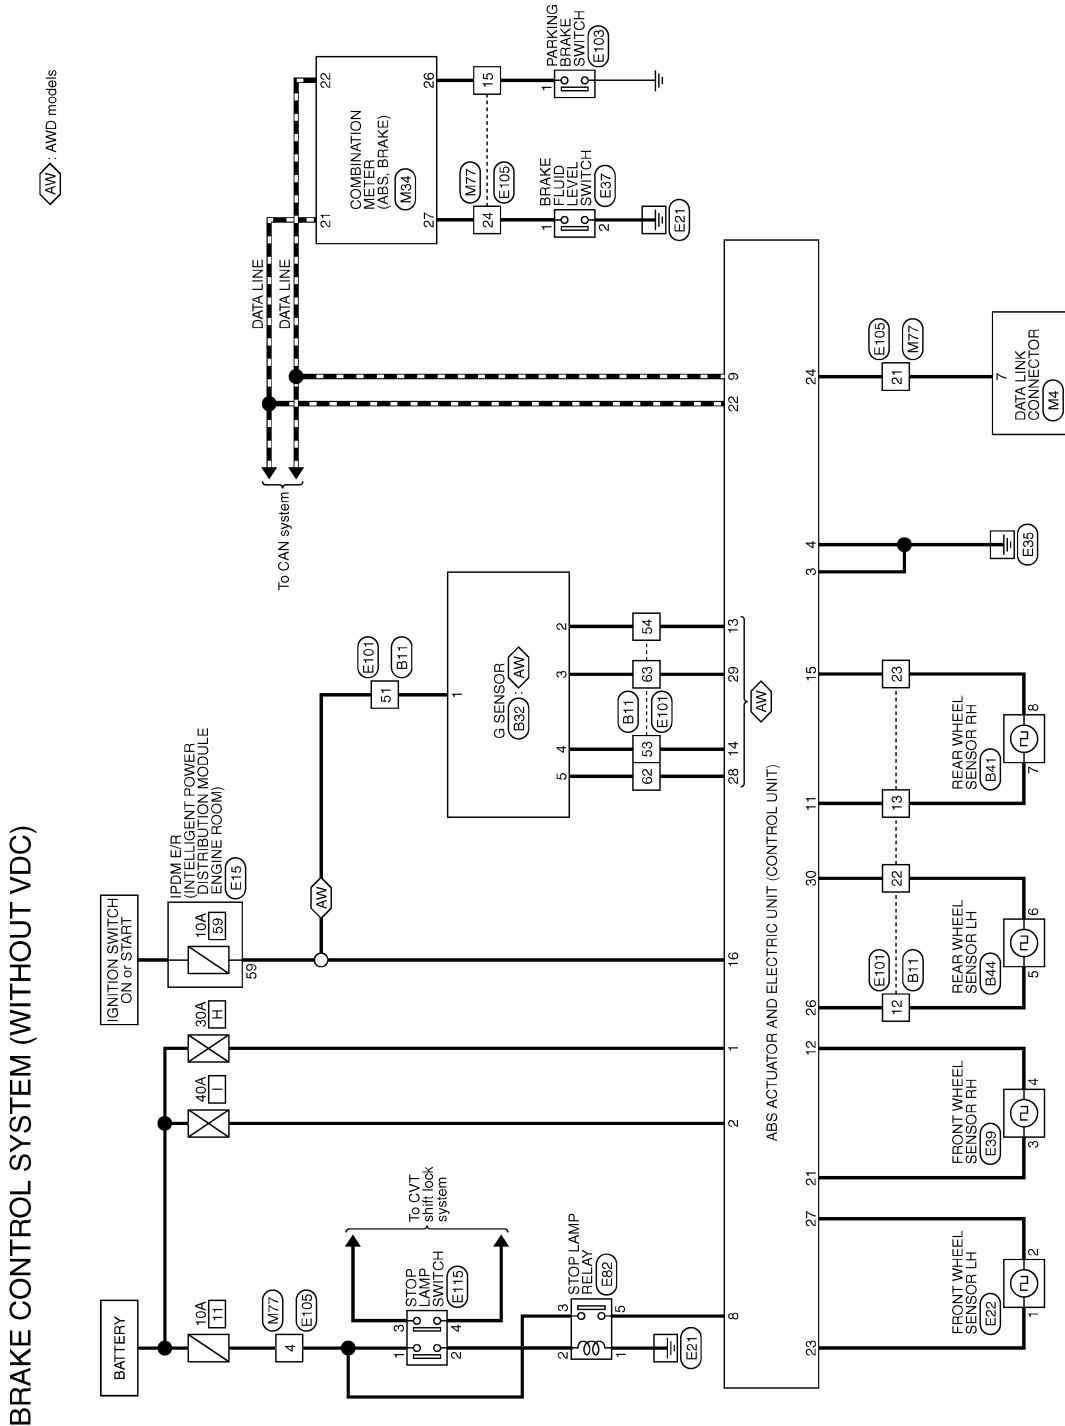 BRAKE CONTROL SYSTEM (WITHOUT VDC)
AW : AWD models
BATTERY
10A
11
M77
4
E105
STOP
LAMP
SWITCH
E115
1
3
2
4
To CVT
shift lock
system
STOP LAMP
RELAY
E82
2
3
1
5
E21
40A
I
30A
H
IGNITION SWITCH
ON or START
IPDM E/R
(INTELLIGENT POWER
DISTRIBUTION MODULE
ENGINE ROOM)
E15
10A
59
59
AW
E101
51
B11
1
G SENSOR
B32 : AW
5
4
3
2
B11
E101
62
53
63
54
To CAN system
DATA LINE
DATA LINE
21
22
COMBINATION
METER
(ABS, BRAKE)
M34
27
26
M77
24
E105
15
BRAKE
FLUID
LEVEL
SWITCH
E37
1
2
E21
PARKING
BRAKE
SWITCH
E103
1
8
2
1
16
28
14
29
13
AW
22
9
ABS ACTUATOR AND ELECTRIC UNIT (CONTROL UNIT)
23
27
21
12
26
30
11
15
3
4
24
E101
12
B11
22
13
23
E105
21
M77
FRONT WHEEL
SENSOR LH
E22
1
2
FRONT WHEEL
SENSOR RH
E39
3
4
REAR WHEEL
SENSOR LH
B44
5
6
REAR WHEEL
SENSOR RH
B41
7
8
E35
7
DATA LINK
CONNECTOR
M4